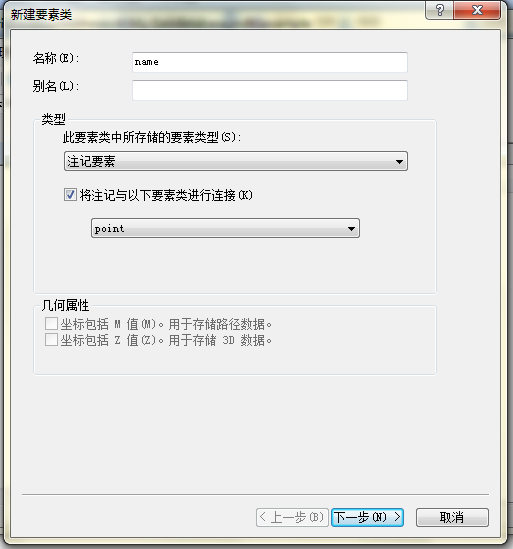 新建要素类
名称(E):
name
别名(L):
类型
此要素类中所存储的要素类型(S):
注记要素
将注记与以下要素类进行连接(K)
point
几何属性
坐标包括 M 值(M)。用于存储路径数据。
坐标包括 Z 值(Z)。用于存储 3D 数据。
< 上一步(B) 下一步(N) > 取消